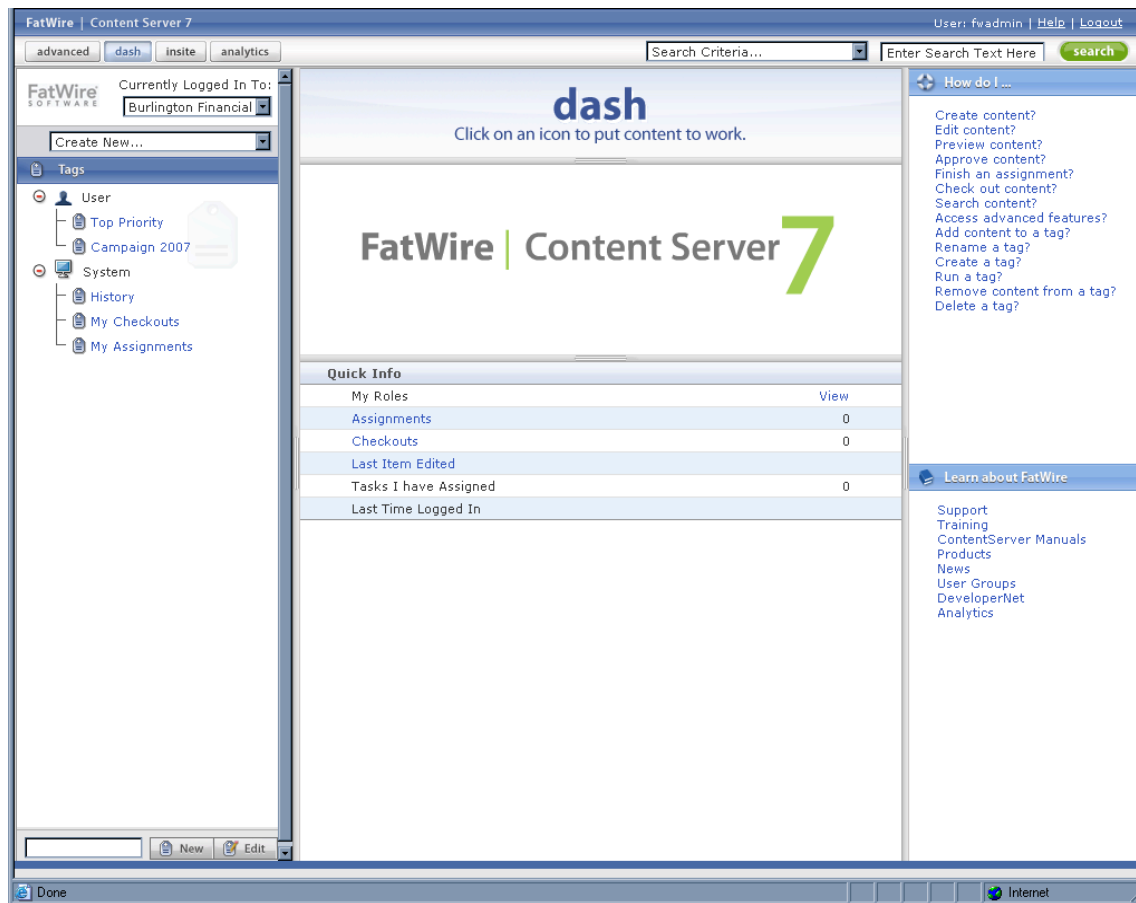 FatWire | Content Server 7
User: fwadmin | Help | Logout
advanced dash insite analytics
Search Criteria...
Enter Search Text Here
search
FatWire
SOFTWARE
Currently Logged In To:
Burlington Financial
Create New...
Tags
User
Top Priority
Campaign 2007
System
History
My Checkouts
My Assignments
New Edit
dash
Click on an icon to put content to work.
FatWire | Content Server 7
Quick Info
My Roles View
Assignments 0
Checkouts 0
Last Item Edited
Tasks I have Assigned 0
Last Time Logged In
How do I ...
Create content?
Edit content?
Preview content?
Approve content?
Finish an assignment?
Check out content?
Search content?
Access advanced features?
Add content to a tag?
Rename a tag?
Create a tag?
Run a tag?
Remove content from a tag?
Delete a tag?
Learn about FatWire
Support
Training
ContentServer Manuals
Products
News
User Groups
DeveloperNet
Analytics
Done
Internet